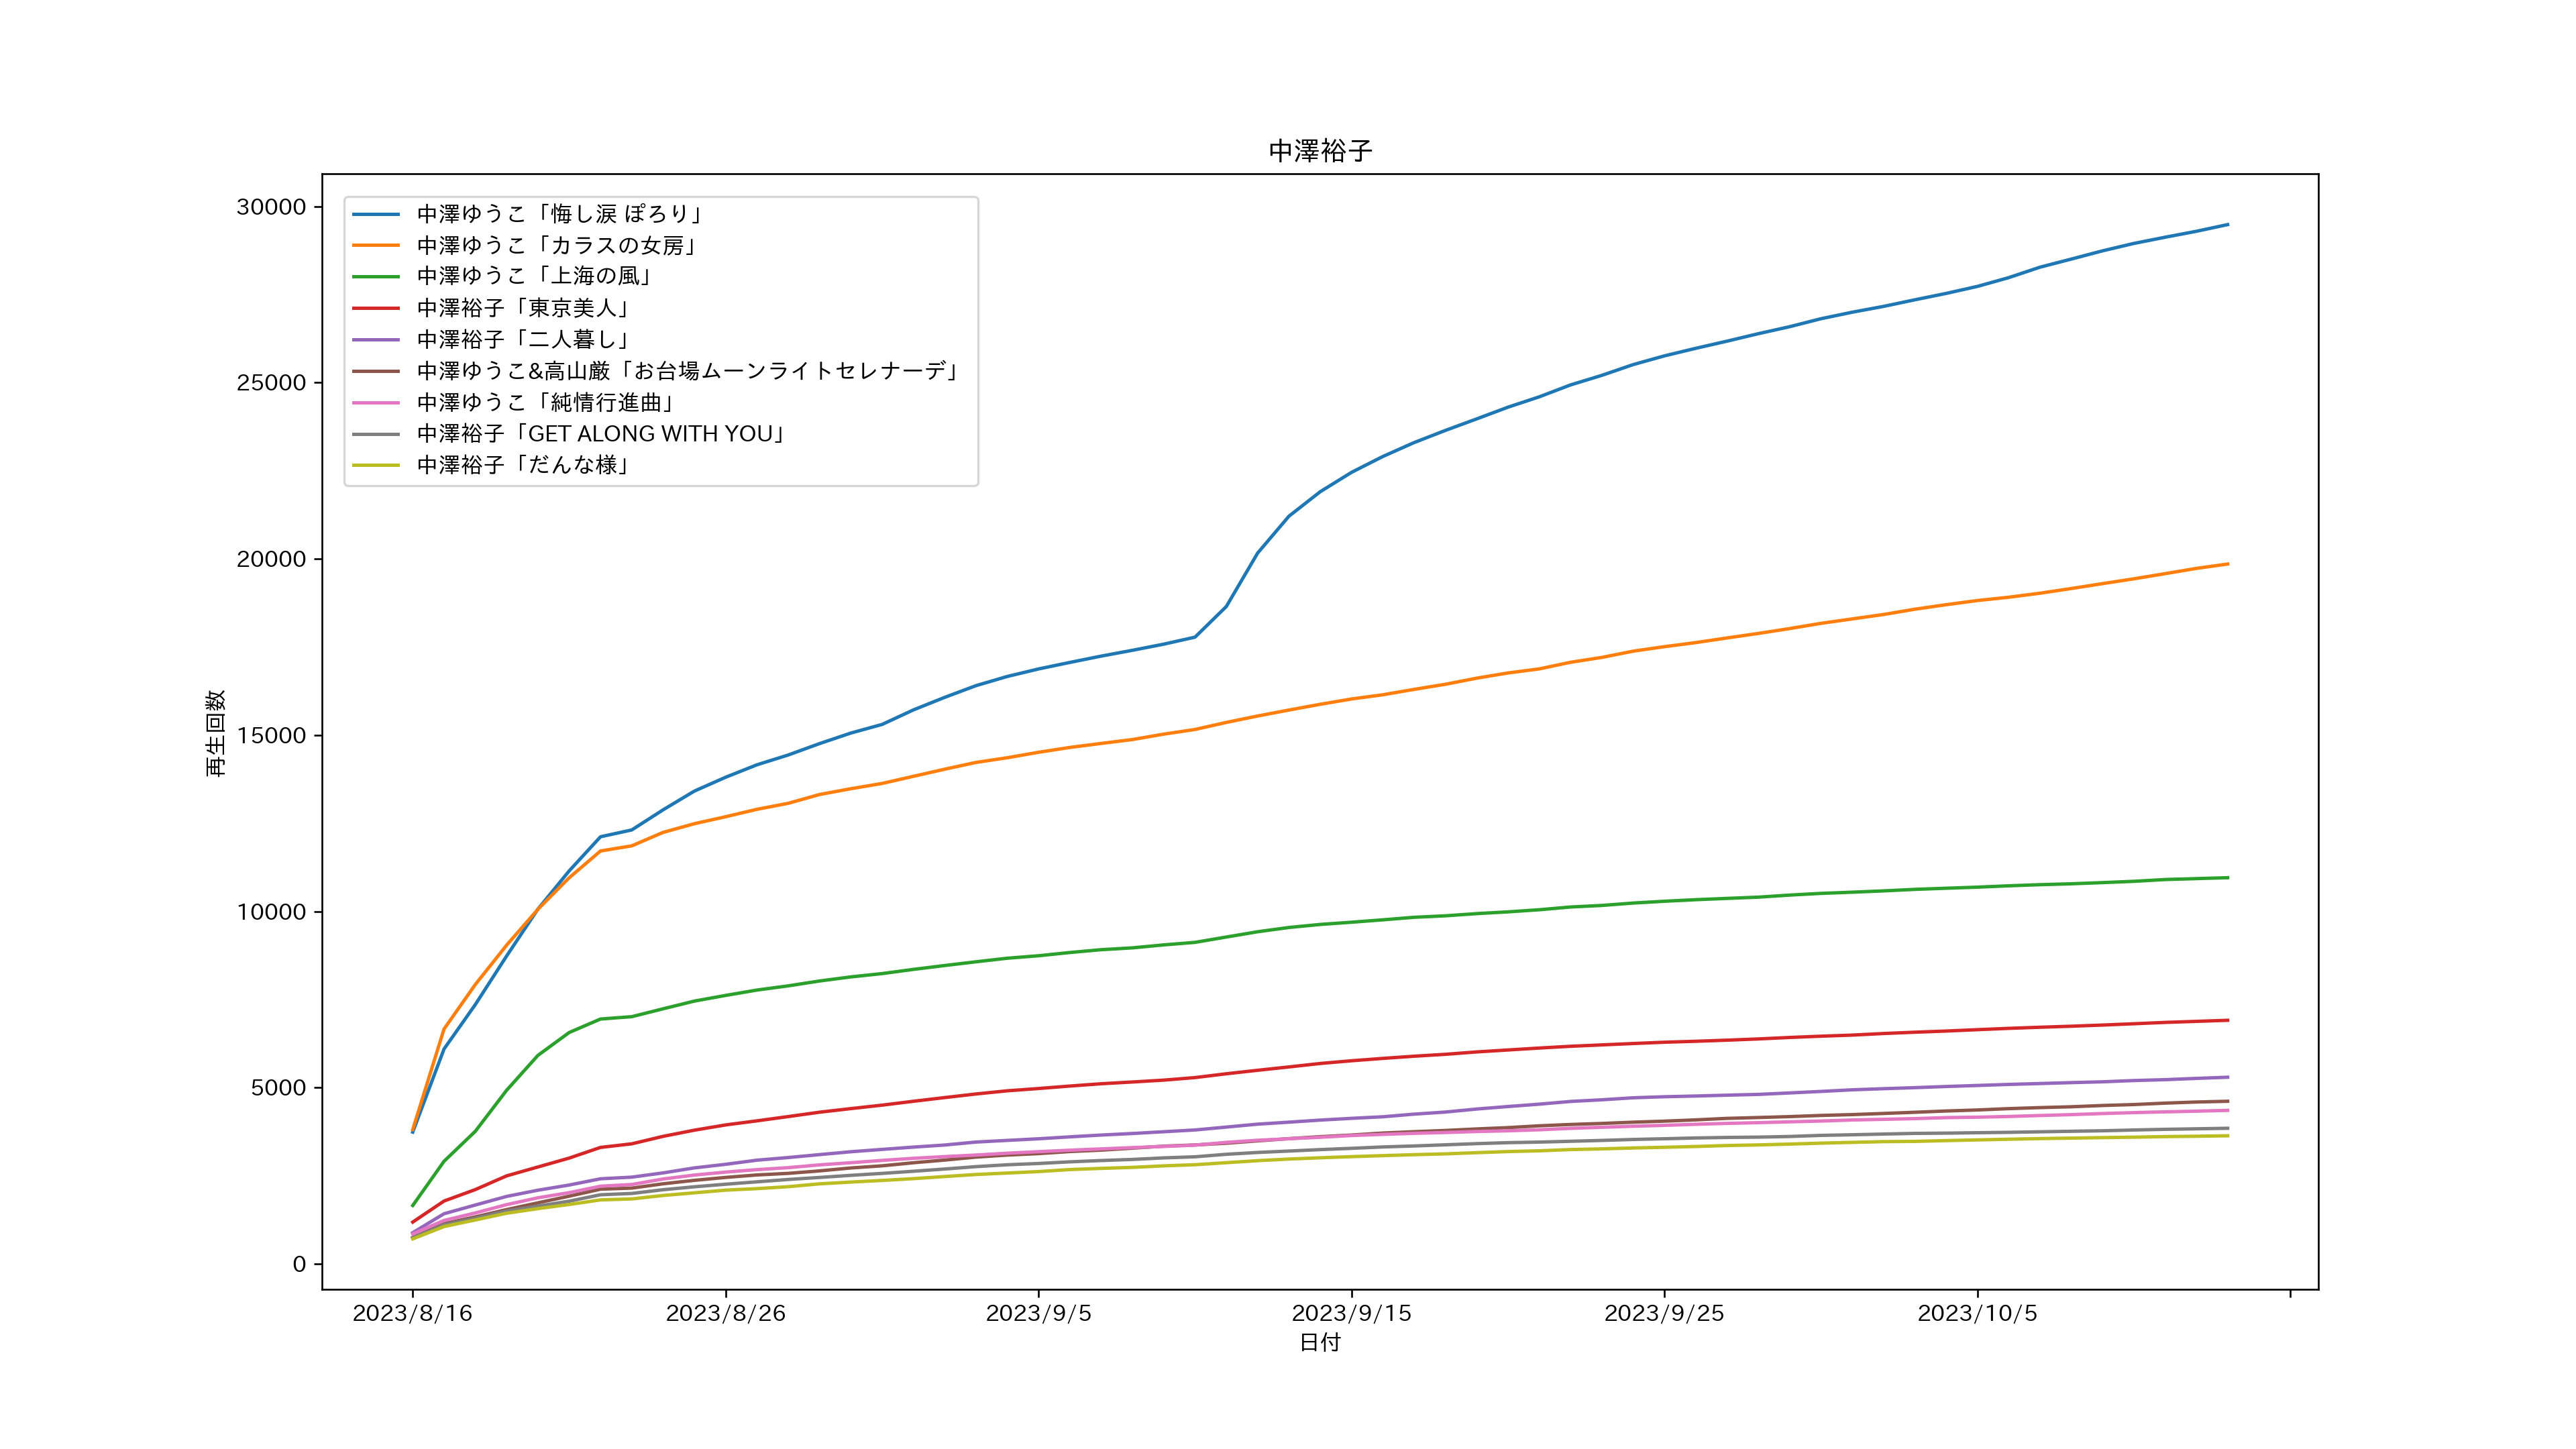 中澤裕子
30000
25000
20000
15000
10000
5000
0
再生回数
中澤ゆうこ「悔し涙 ぽろり」
中澤ゆうこ「カラスの女房」
中澤ゆうこ「上海の風」
中澤裕子「東京美人」
中澤裕子「二人暮し」
中澤ゆうこ&高山厳「お台場ムーンライトセレナーデ」
中澤ゆうこ「純情行進曲」
中澤裕子「GET ALONG WITH YOU」
中澤裕子「だんな様」
2023/8/16 2023/8/26 2023/9/5 2023/9/15 2023/9/25 2023/10/5
日付